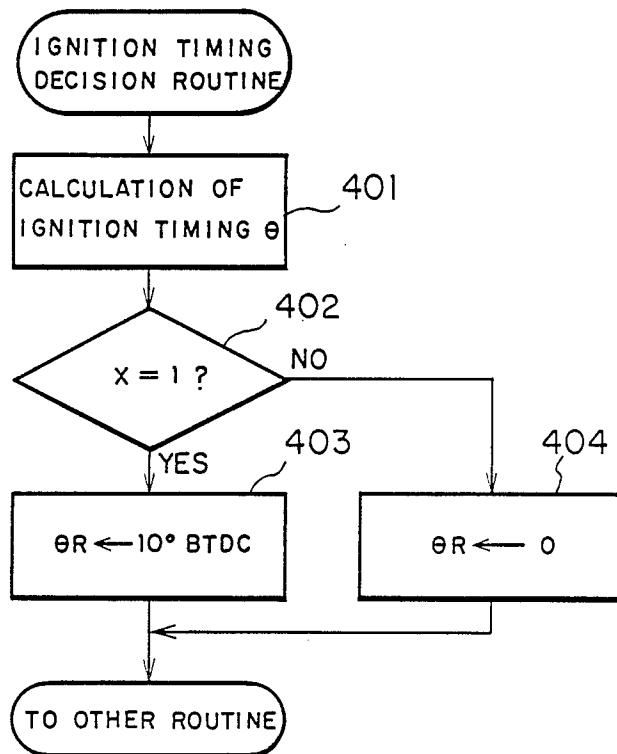 IGNITION TIMING
DECISION ROUTINE
CALCULATION OF
IGNITION TIMING θ
401
402
X = 1 ?
NO
YES
403
404
θR ← 10° BTDC
θR ← 0
TO OTHER ROUTINE